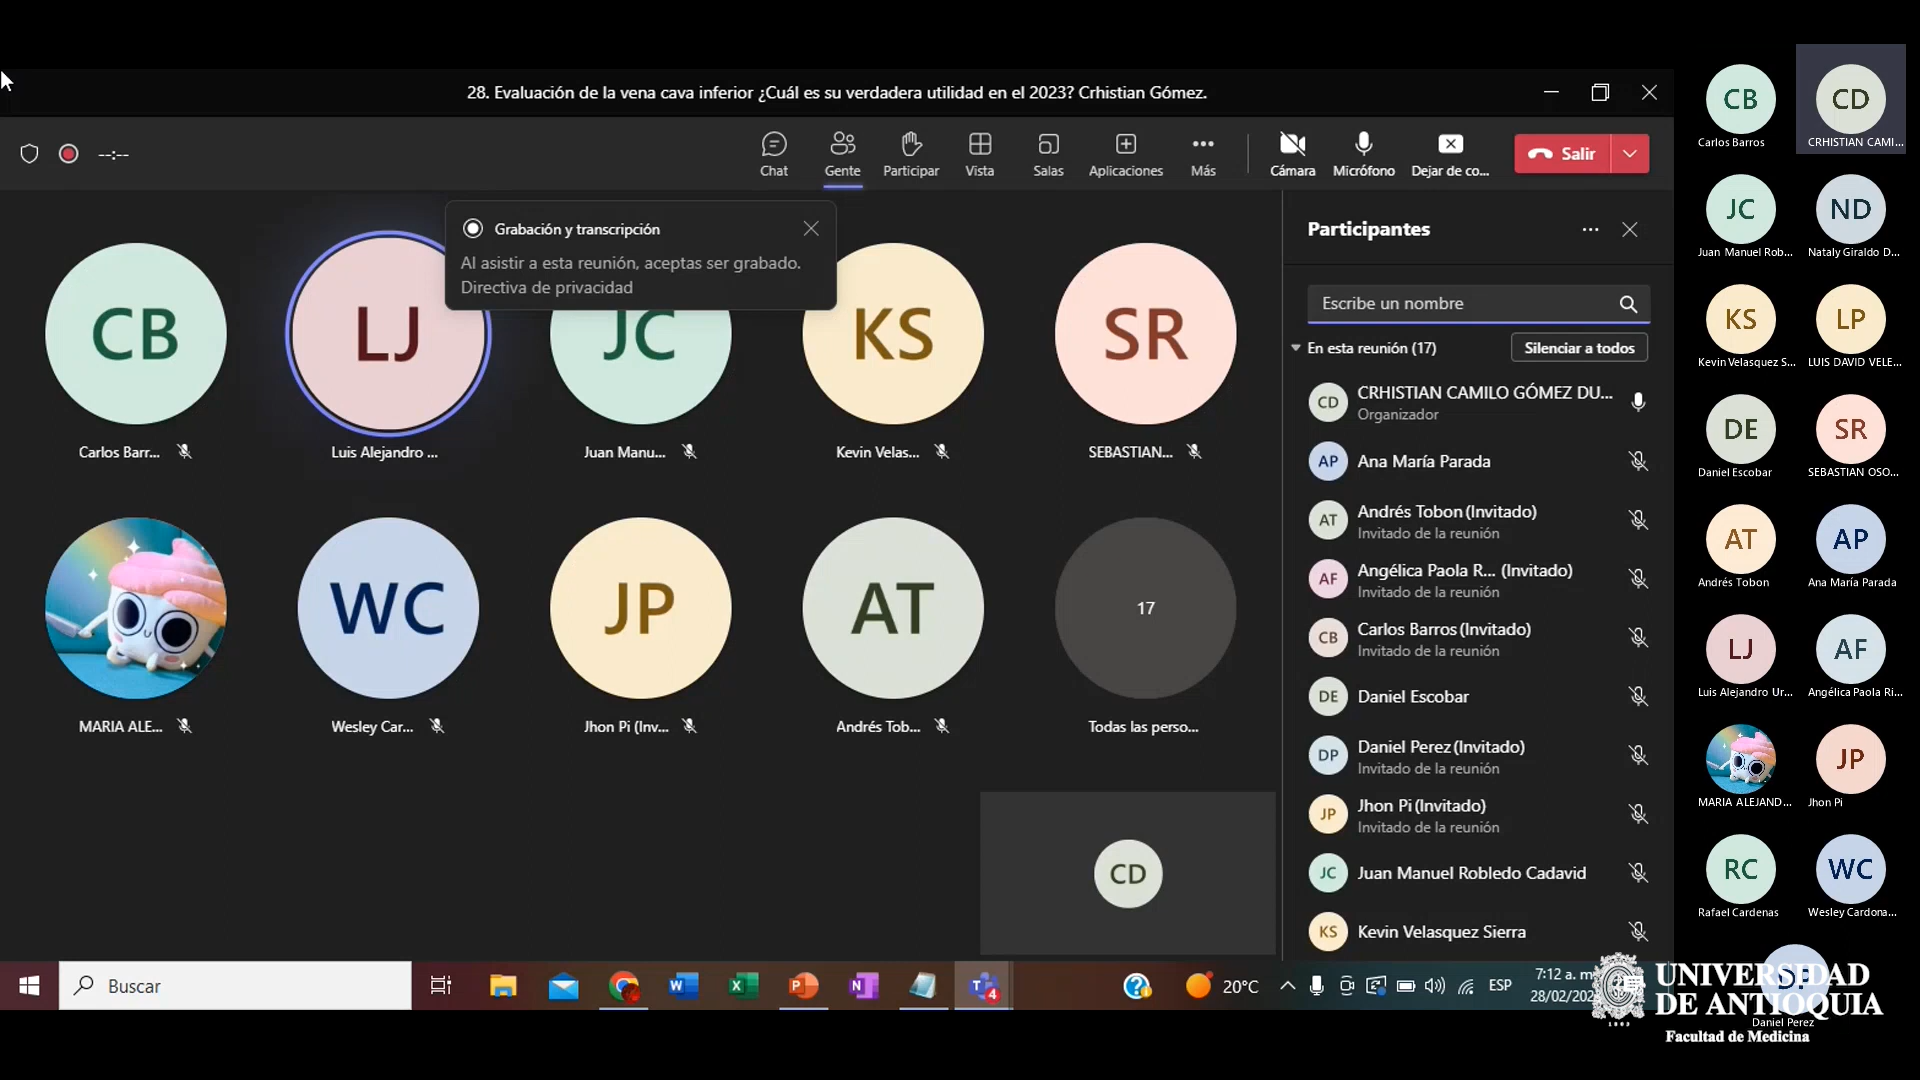 28. Evaluación de la vena cava inferior ¿Cuál es su verdadera utilidad en el 2023? Crhistian Gómez.
--:--
Chat
Gente
Participar
Vista
Salas
Aplicaciones
Más
Cámara
Micrófono
Dejar de co...
Salir
Grabación y transcripción
Al asistir a esta reunión, aceptas ser grabado.
Directiva de privacidad
CB
LJ
JC
KS
SR
Carlos Barr...
Luis Alejandro ...
Juan Manu...
Kevin Velas...
SEBASTIAN...
WC
JP
AT
17
MARIA ALE...
Wesley Car...
Jhon Pi (Inv...
Andrés Tob...
Todas las perso...
CD
Participantes
Escribe un nombre
En esta reunión (17)
Silenciar a todos
CD
CRHISTIAN CAMILO GÓMEZ DU...
Organizador
AP
Ana María Parada
AT
Andrés Tobon (Invitado)
Invitado de la reunión
AF
Angélica Paola R... (Invitado)
Invitado de la reunión
CB
Carlos Barros (Invitado)
Invitado de la reunión
DE
Daniel Escobar
DP
Daniel Perez (Invitado)
Invitado de la reunión
JP
Jhon Pi (Invitado)
Invitado de la reunión
JC
Juan Manuel Robledo Cadavid
KS
Kevin Velasquez Sierra
CB
Carlos Barros
CD
CRHISTIAN CAMI...
JC
Juan Manuel Rob...
ND
Nataly Giraldo D...
KS
Kevin Velasquez S...
LP
LUIS DAVID VELE...
DE
Daniel Escobar
SR
SEBASTIAN OSO...
AT
Andrés Tobon
AP
Ana María Parada
LJ
Luis Alejandro Ur...
AF
Angélica Paola Ri...
MARIA ALEJAND...
JP
Jhon Pi
RC
Rafael Cardenas
WC
Wesley Cardona...
DP
Daniel Perez
Buscar
4
20°C
ESP
7:12 a. m.
28/02/202
UNIVERSIDAD
DE ANTIOQUIA
1803
Facultad de Medicina